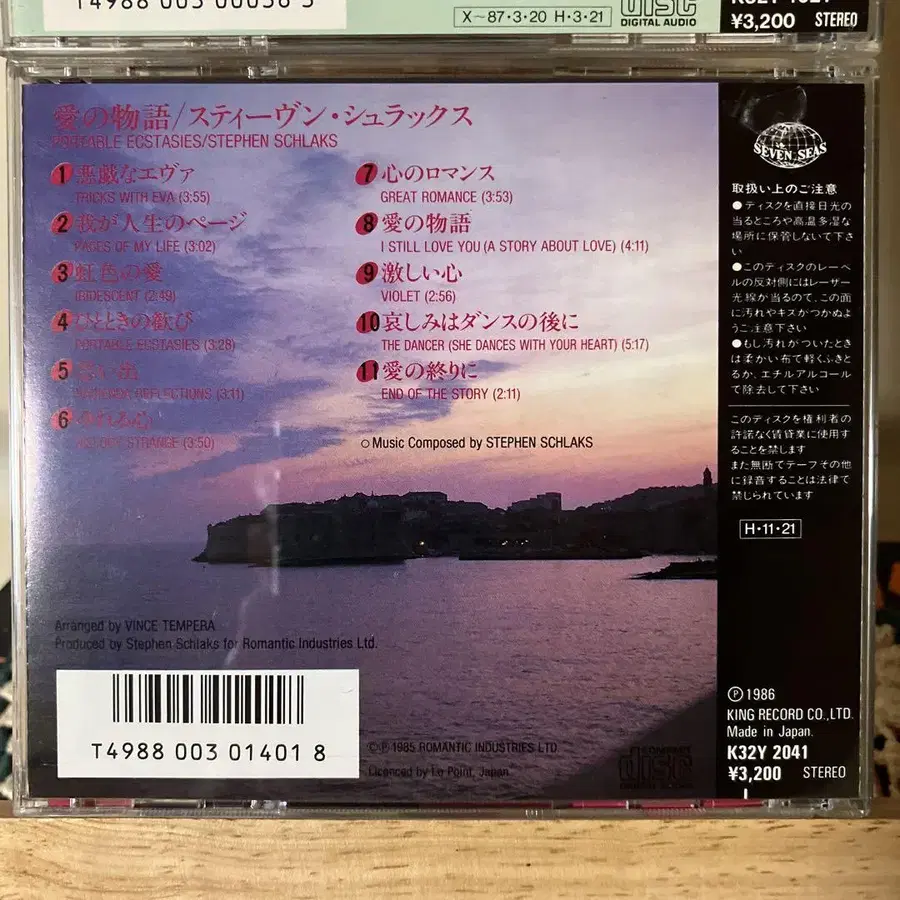 T4988 003 00058 5
X~87・3・20 H・3・21
DISC
DIGITAL AUDIO
¥3,200 STEREO
愛の物語/スティーヴン・シュラックス
PORTABLE ECSTASIES/STEPHEN SCHLAKS
1 悪戯なエヴァ
TRICKS WITH EVA (3:55)
2 我が人生のページ
PAGES OF MY LIFE (3:02)
3 虹色の愛
IRIDESCENT (2:49)
4 ひとときの歓び
PORTABLE ECSTASIES (3:28)
5 思い出
REFLECTIONS (3:11)
6 ゆれる心
STRANGE (3:50)
7 心のロマンス
GREAT ROMANCE (3:53)
8 愛の物語
I STILL LOVE YOU (A STORY ABOUT LOVE) (4:11)
9 激しい心
VIOLET (2:56)
10 哀しみはダンスの後に
THE DANCER (SHE DANCES WITH YOUR HEART) (5:17)
11 愛の終りに
END OF THE STORY (2:11)
○Music Composed by STEPHEN SCHLAKS
Arranged by VINCE TEMPERA
Produced by Stephen Schlaks for Romantic Industries Ltd.
T4988 003 01401 8
©℗ 1985 ROMANTIC INDUSTRIES LTD.
Licenced by Lo Point, Japan
COMPACT
DISC
DIGITAL AUDIO
SEVEN SEAS
取扱い上のご注意
●ディスクを直接日光の
当るところや高温多湿な
場所に保管しないで下さ
い
●このディスクのレーベ
ルの反対側にはレーザー
光線が当るので、この面
に汚れやキズがつかぬよ
うご注意下さい
●もし汚れがついたとき
は柔かい布で軽くふきと
るか、エチルアルコール
で除去して下さい
このディスクを権利者の
許諾なく賃貸業に使用す
ることを禁じます
また無断でテープその他
に録音することは法律で
禁じられています
H・11・21
℗1986
KING RECORD CO.,LTD.
Made in Japan.
K32Y 2041
¥3,200 STEREO